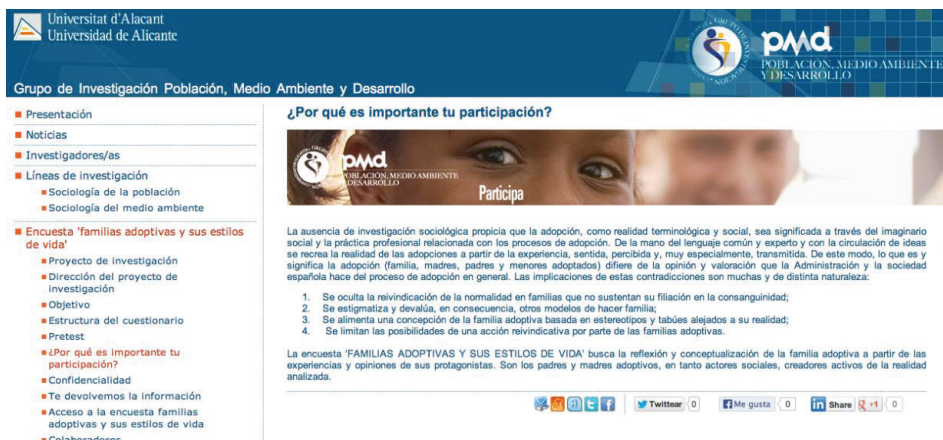 Universitat d'Alacant
Universidad de Alicante
pmd
POBLACIÓN, MEDIO AMBIENTE
Y DESARROLLO
Grupo de Investigación Población, Medio Ambiente y Desarrollo
Presentación
Noticias
Investigadores/as
Líneas de investigación
Sociología de la población
Sociología del medio ambiente
Encuesta 'familias adoptivas y sus estilos
de vida'
Proyecto de investigación
Dirección del proyecto de
investigación
Objetivo
Estructura del cuestionario
Pretest
¿Por qué es importante tu
participación?
Confidencialidad
Te devolvemos la información
Acceso a la encuesta familias
adoptivas y sus estilos de vida
Colaboradores
¿Por qué es importante tu participación?
pmd
POBLACIÓN, MEDIO AMBIENTE
Y DESARROLLO
Participa
La ausencia de investigación sociológica propicia que la adopción, como realidad terminológica y social, sea significada a través del imaginario
social y la práctica profesional relacionada con los procesos de adopción. De la mano del lenguaje común y experto y con la circulación de ideas
se recrea la realidad de las adopciones a partir de la experiencia, sentida, percibida y, muy especialmente, transmitida. De este modo, lo que es y
significa la adopción (familia, madres, padres y menores adoptados) difiere de la opinión y valoración que la Administración y la sociedad
española hace del proceso de adopción en general. Las implicaciones de estas contradicciones son muchas y de distinta naturaleza:
1. Se oculta la reivindicación de la normalidad en familias que no sustentan su filiación en la consanguinidad;
2. Se estigmatiza y devalúa, en consecuencia, otros modelos de hacer familia;
3. Se alimenta una concepción de la familia adoptiva basada en estereotipos y tabúes alejados a su realidad;
4. Se limitan las posibilidades de una acción reivindicativa por parte de las familias adoptivas.
La encuesta 'FAMILIAS ADOPTIVAS Y SUS ESTILOS DE VIDA' busca la reflexión y conceptualización de la familia adoptiva a partir de las
experiencias y opiniones de sus protagonistas. Son los padres y madres adoptivos, en tanto actores sociales, creadores activos de la realidad
analizada.
Twittear 0 Me gusta 0 in Share +1 0